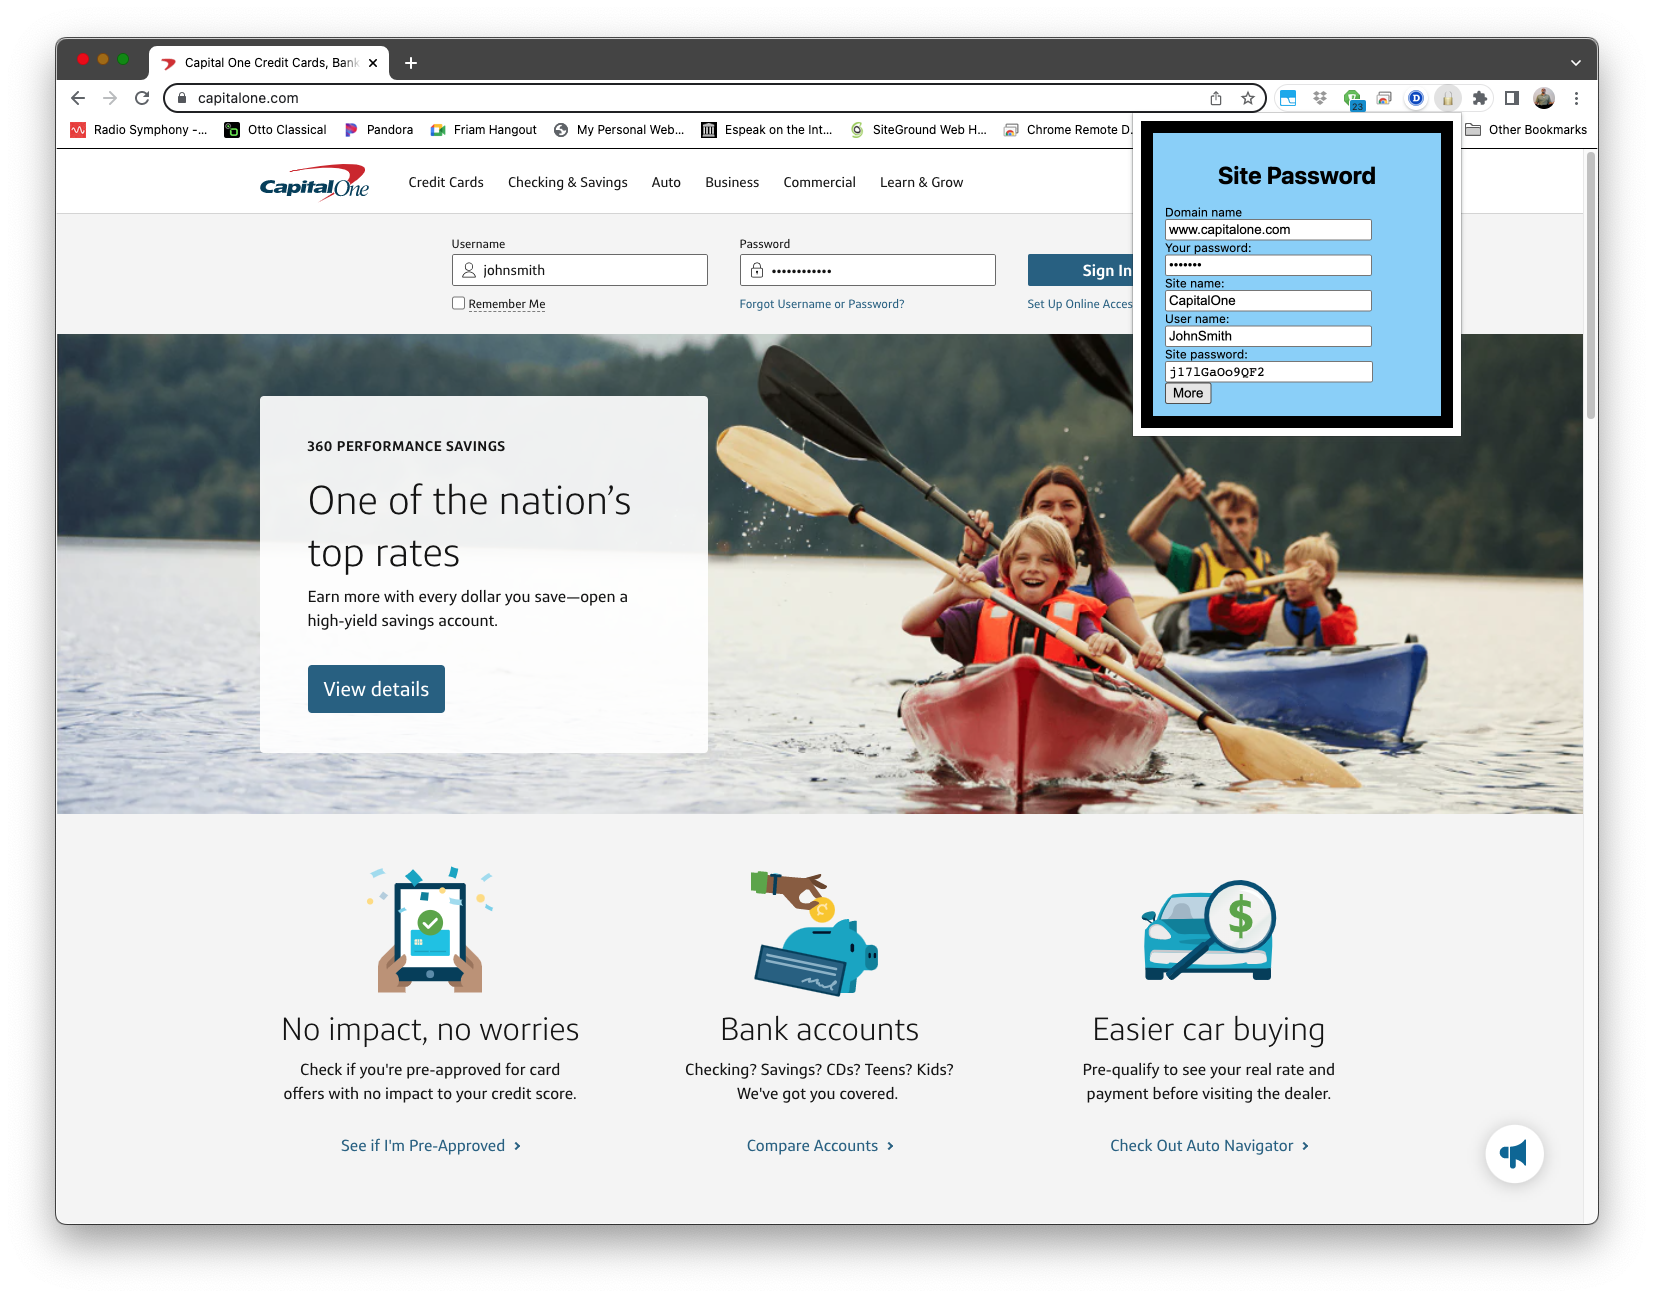 Capital One Credit Cards, Bank
capitalone.com
23
Radio Symphony -...
Otto Classical
Pandora
Friam Hangout
My Personal Web...
Espeak on the Int...
SiteGround Web H...
Chrome Remote D.
Other Bookmarks
CapitalOne
Credit Cards
Checking & Savings
Auto
Business
Commercial
Learn & Grow
Username
johnsmith
Remember Me
Password
••••••••••••
Forgot Username or Password?
Sign In
Set Up Online Acces
Site Password
Domain name
www.capitalone.com
Your password:
•••••••
Site name:
CapitalOne
User name:
JohnSmith
Site password:
j17lGaOo9QF2
More
360 PERFORMANCE SAVINGS
One of the nation’s
top rates
Earn more with every dollar you save—open a
high-yield savings account.
View details
No impact, no worries
Check if you're pre-approved for card
offers with no impact to your credit score.
See if I'm Pre-Approved
Bank accounts
Checking? Savings? CDs? Teens? Kids?
We've got you covered.
Compare Accounts
Easier car buying
Pre-qualify to see your real rate and
payment before visiting the dealer.
Check Out Auto Navigator